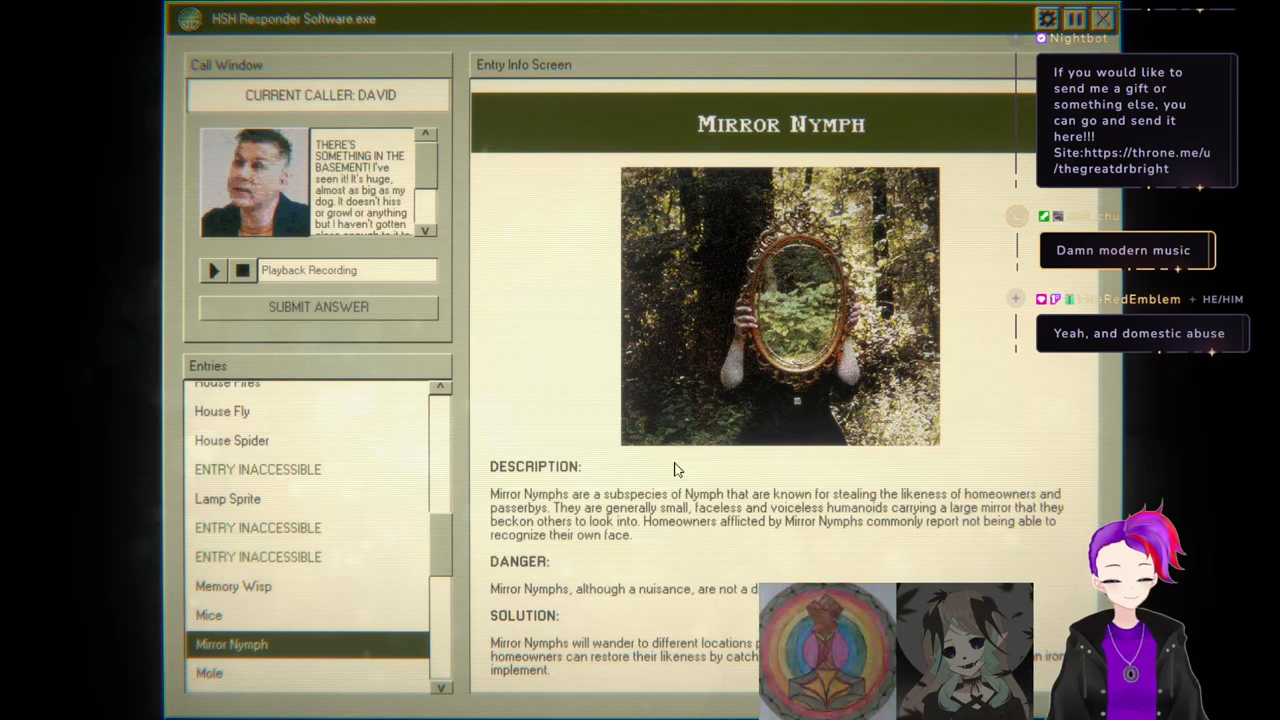 HSH Responder Software.exe
Call Window
CURRENT CALLER: DAVID
THERE'S
SOMETHING IN THE
BASEMENT! I've
seen it! It's huge,
almost as big as my
dog. It doesn't hiss
or growl or anything
but I haven't gotten
Playback Recording
SUBMIT ANSWER
Entries
House Fires
House Fly
House Spider
ENTRY INACCESSIBLE
Lamp Sprite
ENTRY INACCESSIBLE
ENTRY INACCESSIBLE
Memory Wisp
Mice
Mirror Nymph
Mole
Entry Info Screen
MIRROR NYMPH
DESCRIPTION:
Mirror Nymphs are a subspecies of Nymph that are known for stealing the likeness of homeowners and
passerbys. They are generally small, faceless and voiceless humanoids carrying a large mirror that they
beckon others to look into. Homeowners afflicted by Mirror Nymphs commonly report not being able to
recognize their own face.
DANGER:
Mirror Nymphs, although a nuisance, are not a d
SOLUTION:
Mirror Nymphs will wander to different locations
homeowners can restore their likeness by catch
implement.
Nightbot
If you would like to
send me a gift or
something else, you
can go and send it
here!!!
Site:https://throne.me/u
/thegreatdrbright
Damn modern music
RedEmblem + HE/HIM
Yeah, and domestic abuse